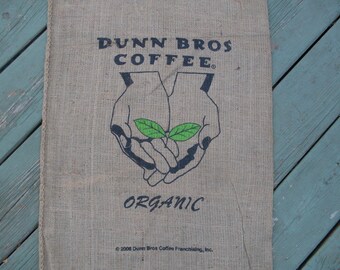 DUNN BROS
COFFEE®
ORGANIC
© 2006 Dunn Bros Coffee Franchising, Inc.